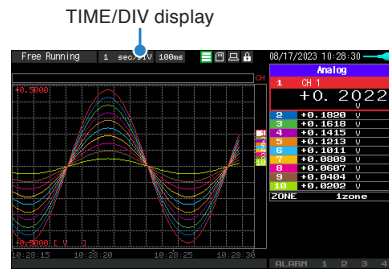 TIME/DIV display
Free Running 1 sec/DIV 100ms 08/17/2023 10:28:30
CH
Analog
+0.5000
1 CH 1
+0. 2022
V
2 +0.1820 V
3 +0.1618 V
4 +0.1415 V
5 +0.1213 V
6 +0.1011 V
7 +0.0809 V
8 +0.0607 V
9 +0.0404 V
10 +0.0202 V
10
ZONE 1zone
-0.5000 [ V ]
10:28:15 10:28:20 10:28:25 10:28:30
ALARM 1 2 3 4